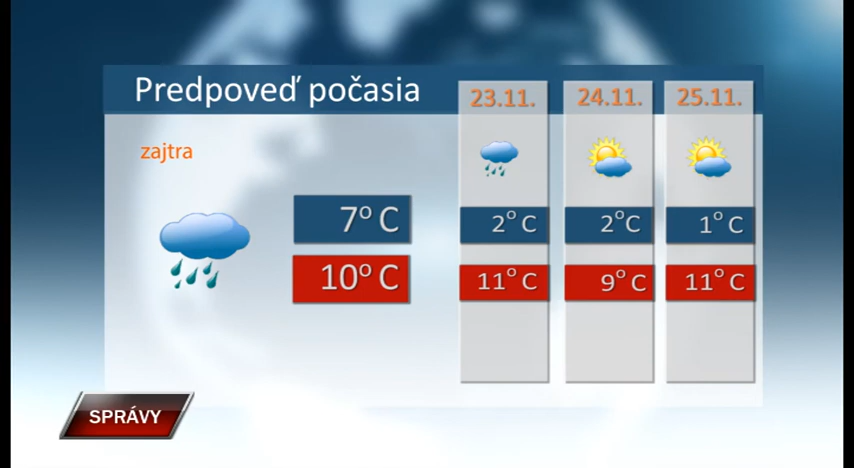 Predpoveď počasia
zajtra
7° C
10° C
23.11. 24.11. 25.11.
2° C 2°C 1° C
11° C 9° C 11° C
SPRÁVY